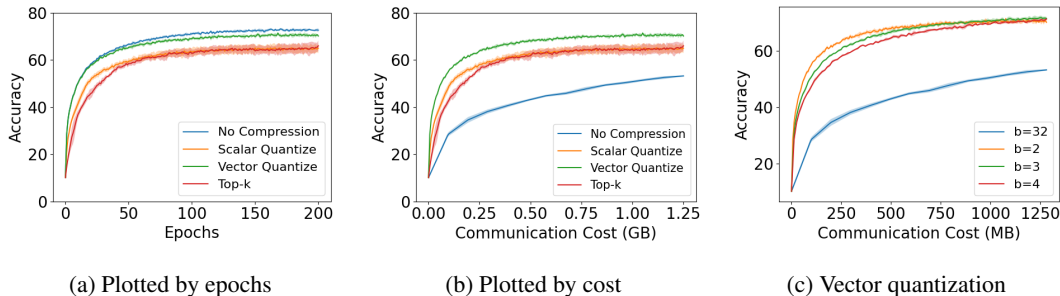 80
60
40
20
0
Accuracy
No Compression
Scalar Quantize
Vector Quantize
Top-k
0
50
100
150
200
Epochs
(a) Plotted by epochs
80
60
40
20
0
Accuracy
No Compression
Scalar Quantize
Vector Quantize
Top-k
0.00
0.25
0.50
0.75
1.00
1.25
Communication Cost (GB)
(b) Plotted by cost
60
40
20
Accuracy
b=32
b=2
b=3
b=4
0
250
500
750
1000
1250
Communication Cost (MB)
(c) Vector quantization